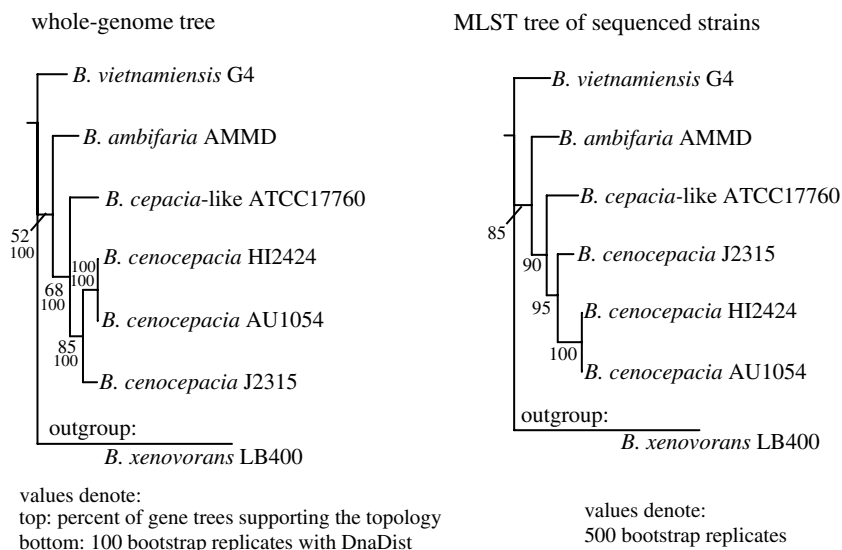 whole-genome tree
B. vietnamiensis G4
B. ambifaria AMMD
B. cepacia-like ATCC17760
52
100
B. cenocepacia HI2424
100
100
68
100
B. cenocepacia AU1054
85
100
B. cenocepacia J2315
outgroup:
B. xenovorans LB400
values denote:
top: percent of gene trees supporting the topology
bottom: 100 bootstrap replicates with DnaDist
MLST tree of sequenced strains
B. vietnamiensis G4
B. ambifaria AMMD
B. cepacia-like ATCC17760
85
B. cenocepacia J2315
90
95
B. cenocepacia HI2424
100
B. cenocepacia AU1054
outgroup:
B. xenovorans LB400
values denote:
500 bootstrap replicates